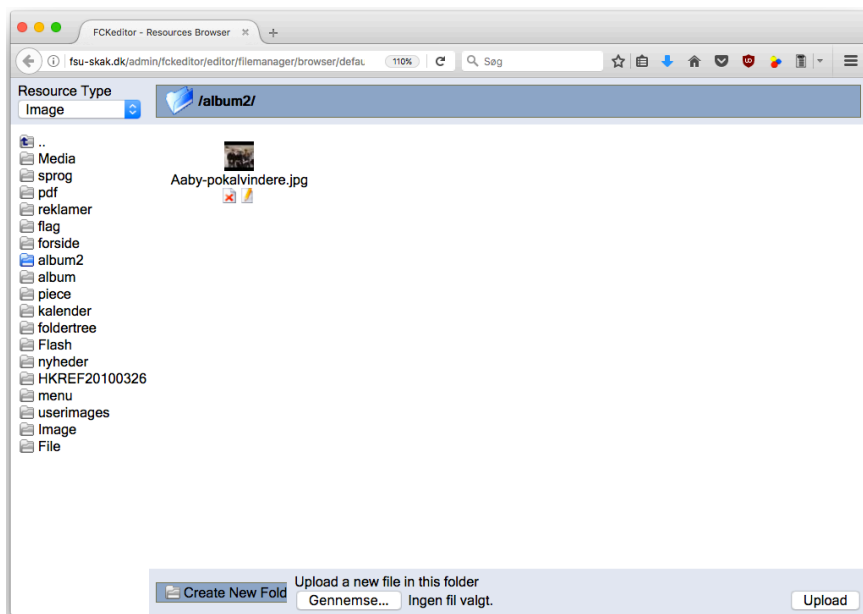 FCKeditor - Resources Browser
fsu-skak.dk/admin/fckeditor/editor/filemanager/browser/defau
110%
Søg
Resource Type
Image
/album2/
..
Media
sprog
pdf
reklamer
flag
forside
album2
album
piece
kalender
foldertree
Flash
nyheder
HKREF20100326
menu
userimages
Image
File
Aaby-pokalvindere.jpg
Create New Fold
Upload a new file in this folder
Gennemse... Ingen fil valgt.
Upload